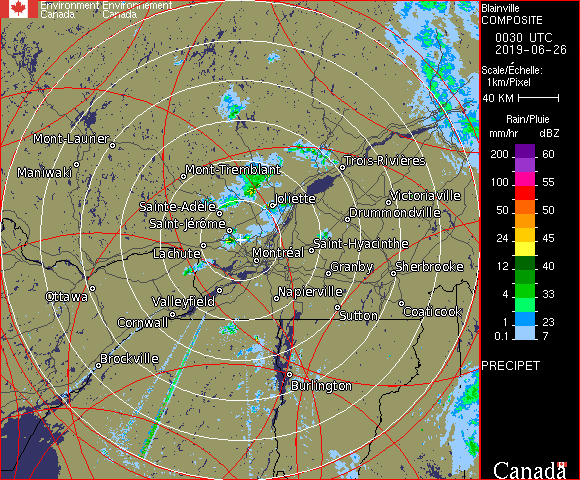 Environment Environnement
Canada Canada
Mont-Laurier
Maniwaki
Mont-Tremblant
Trois-Rivières
Sainte-Adèle
Joliette
Victoriaville
Drummondville
Saint-Jérôme
Lachute
Montréal
Saint-Hyacinthe
Granby
Sherbrooke
Ottawa
Valleyfield
Napierville
Cornwall
Sutton
Coaticook
Brockville
Burlington
Blainville
COMPOSITE
0030 UTC
2019-06-26
Scale/Échelle:
1km/Pixel
40 KM
Rain/Pluie
mm/hr dBZ
200 60
150 57
100 55
50 50
24 45
12 40
4 33
1 23
0.1 7
PRECIPET
Canada